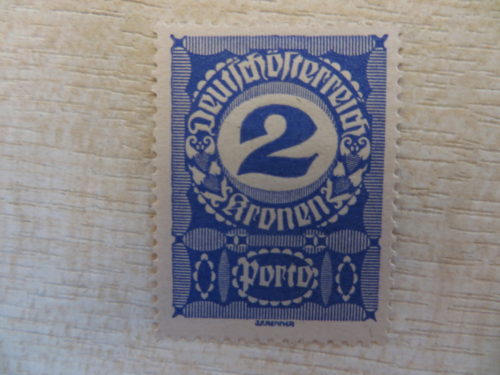 Deutschösterreich
2
Kronen
Porto